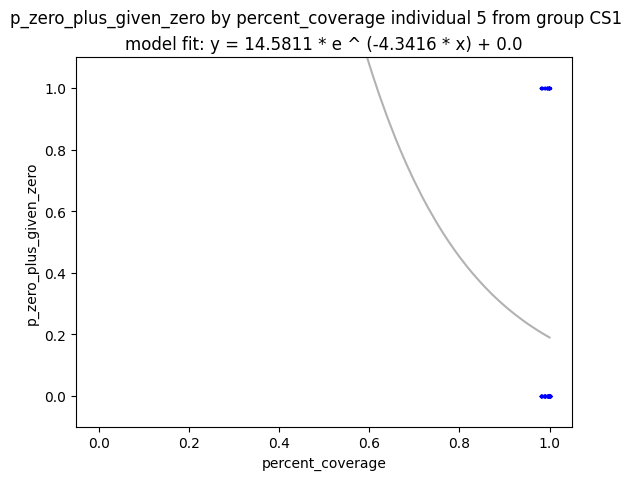 p_zero_plus_given_zero by percent_coverage individual 5 from group CS1
model fit: y = 14.5811 * e ^ (-4.3416 * x) + 0.0
1.0
0.8
0.6
0.4
0.2
0.0
p_zero_plus_given_zero
0.0 0.2 0.4 0.6 0.8 1.0
percent_coverage